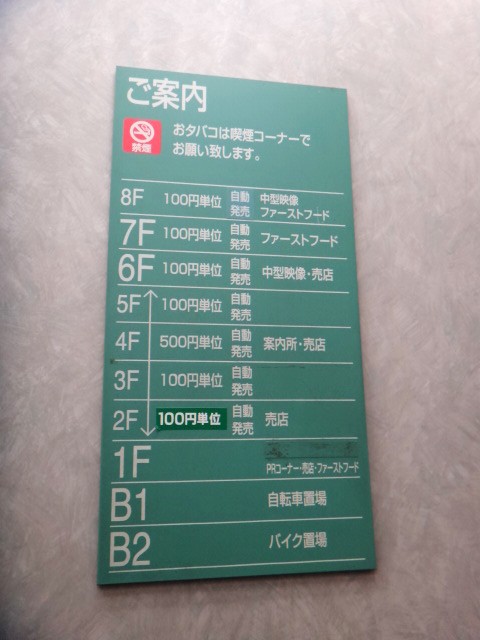 ご案内
禁煙
おタバコは喫煙コーナーで
お願い致します。
8F 100円単位 自動発売 中型映像
ファーストフード
7F 100円単位 自動発売 ファーストフード
6F 100円単位 自動発売 中型映像・売店
5F 100円単位 自動発売
4F 500円単位 自動発売 案内所・売店
3F 100円単位 自動発売
2F 100円単位 自動発売 売店
1F PRコーナー・売店・ファーストフード
B1 自転車置場
B2 バイク置場